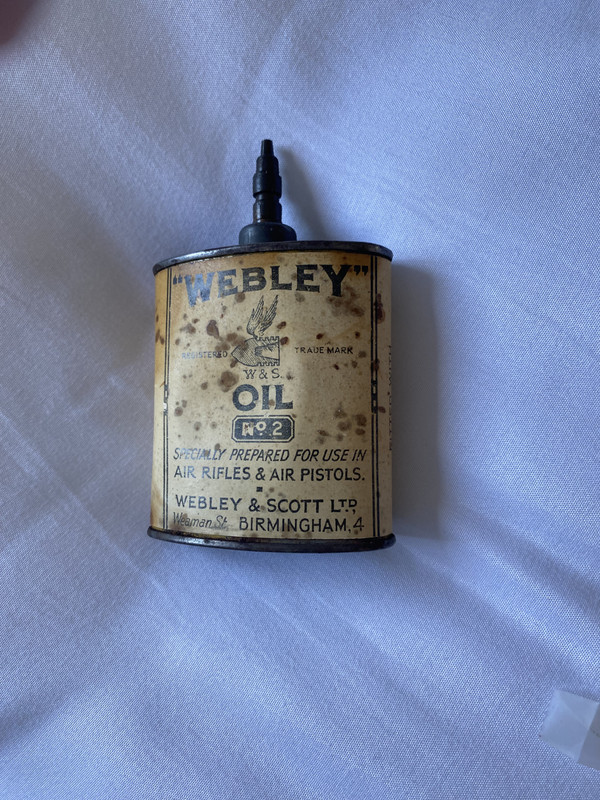 "WEBLEY"
REGISTERED TRADE MARK
W & S.
OIL
No. 2
SPECIALLY PREPARED FOR USE IN
AIR RIFLES & AIR PISTOLS.
WEBLEY & SCOTT LTD,
Weaman St. BIRMINGHAM, 4